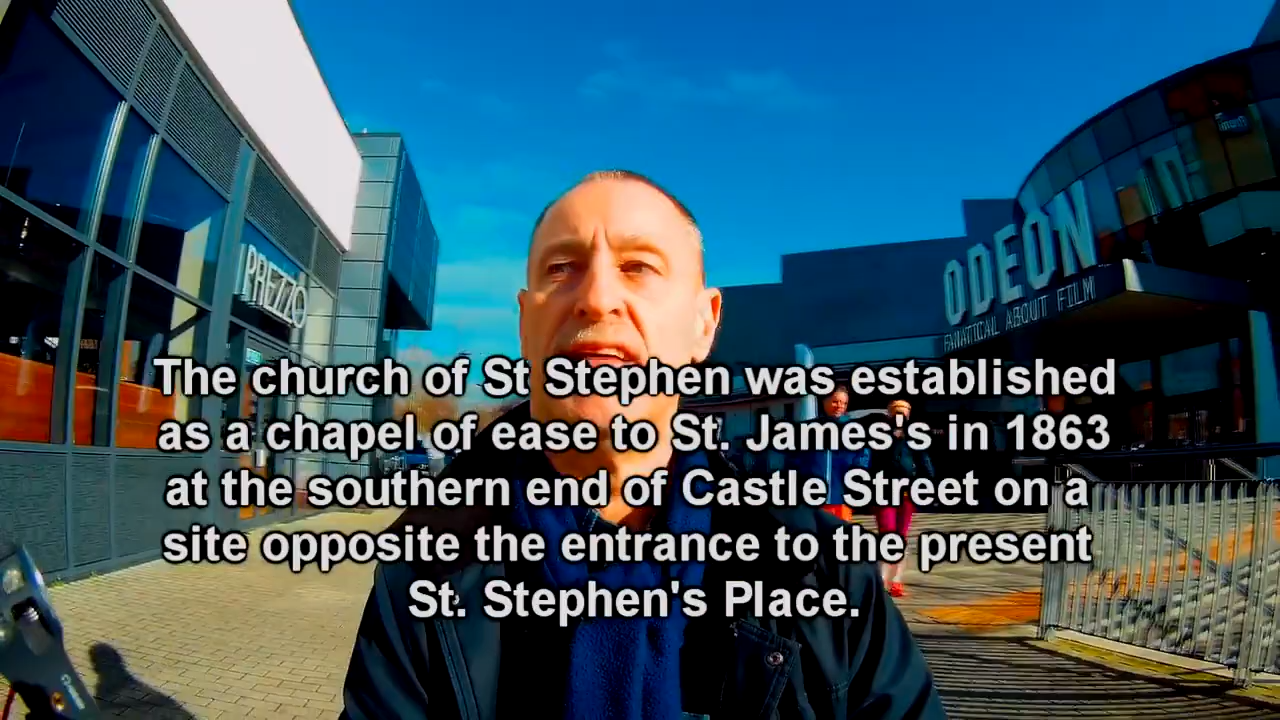 PREZZO
ODEON
FANATICAL ABOUT FILM
The church of St Stephen was established
as a chapel of ease to St. James's in 1863
at the southern end of Castle Street on a
site opposite the entrance to the present
St. Stephen's Place.